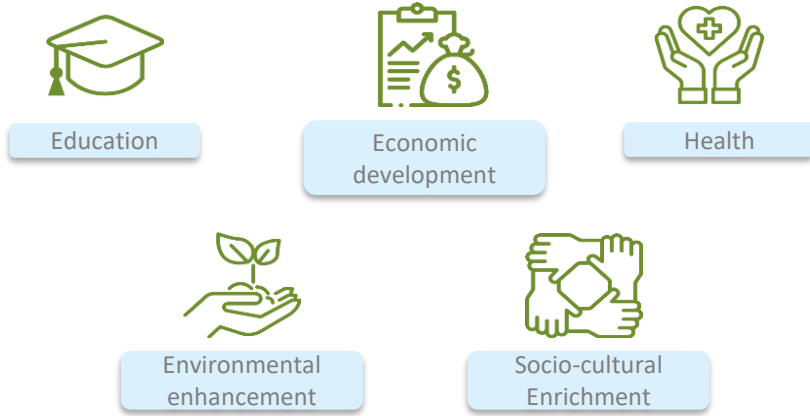 $
Education
Economic
development
Health
Environmental
enhancement
Socio-cultural
Enrichment